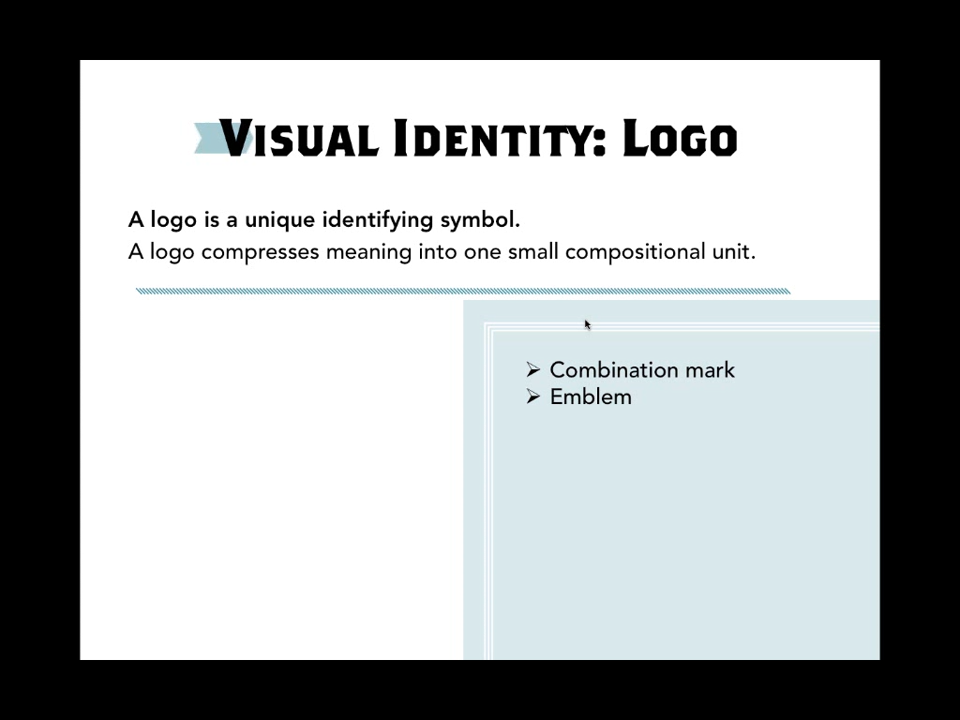 Visual Identity: Logo
A logo is a unique identifying symbol.
A logo compresses meaning into one small compositional unit.
➢ Combination mark
➢ Emblem